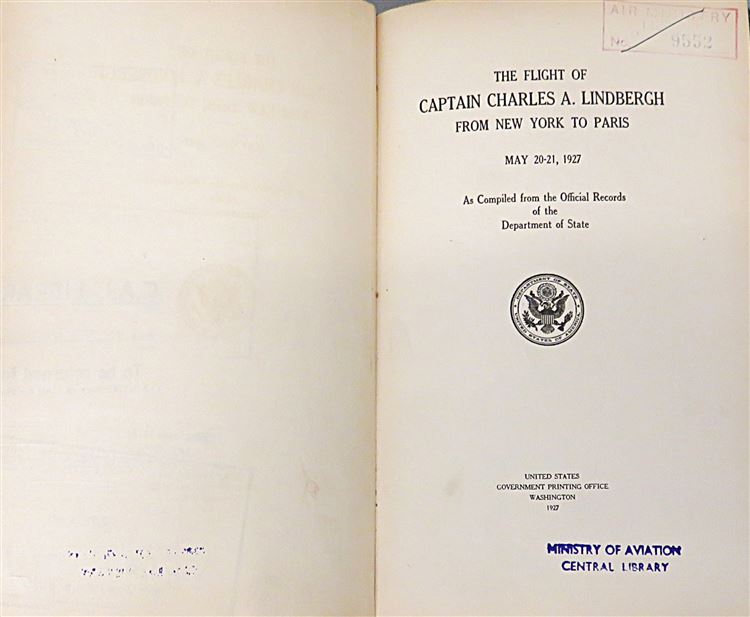 AIR MINISTRY
No 9552
THE FLIGHT OF
CAPTAIN CHARLES A. LINDBERGH
FROM NEW YORK TO PARIS
MAY 20-21, 1927
As Compiled from the Official Records
of the
Department of State
DEPARTMENT OF STATE
UNITED STATES OF AMERICA
UNITED STATES
GOVERNMENT PRINTING OFFICE
WASHINGTON
1927
MINISTRY OF AVIATION
CENTRAL LIBRARY